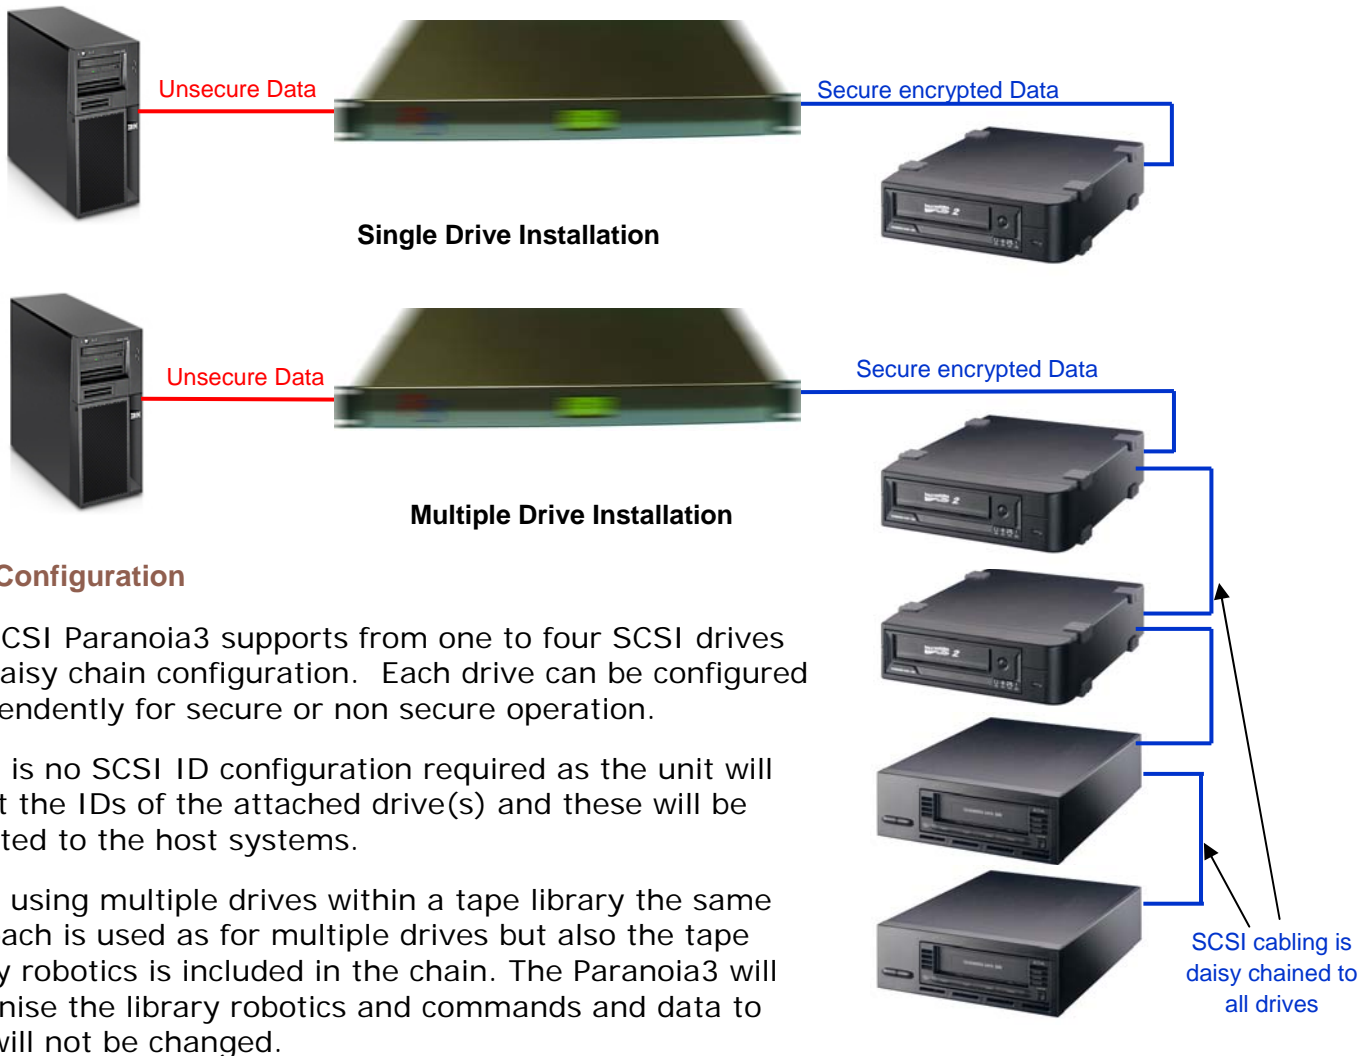 Unsecure Data
Secure encrypted Data
Single Drive Installation
Unsecure Data
Secure encrypted Data
Multiple Drive Installation
Configuration
CSI Paranoia3 supports from one to four SCSI drives
aisy chain configuration.  Each drive can be configured
endently for secure or non secure operation.
is no SCSI ID configuration required as the unit will
t the IDs of the attached drive(s) and these will be
ted to the host systems.
using multiple drives within a tape library the same
ach is used as for multiple drives but also the tape
y robotics is included in the chain. The Paranoia3 will
nise the library robotics and commands and data to
will not be changed.
SCSI cabling is
daisy chained to
all drives